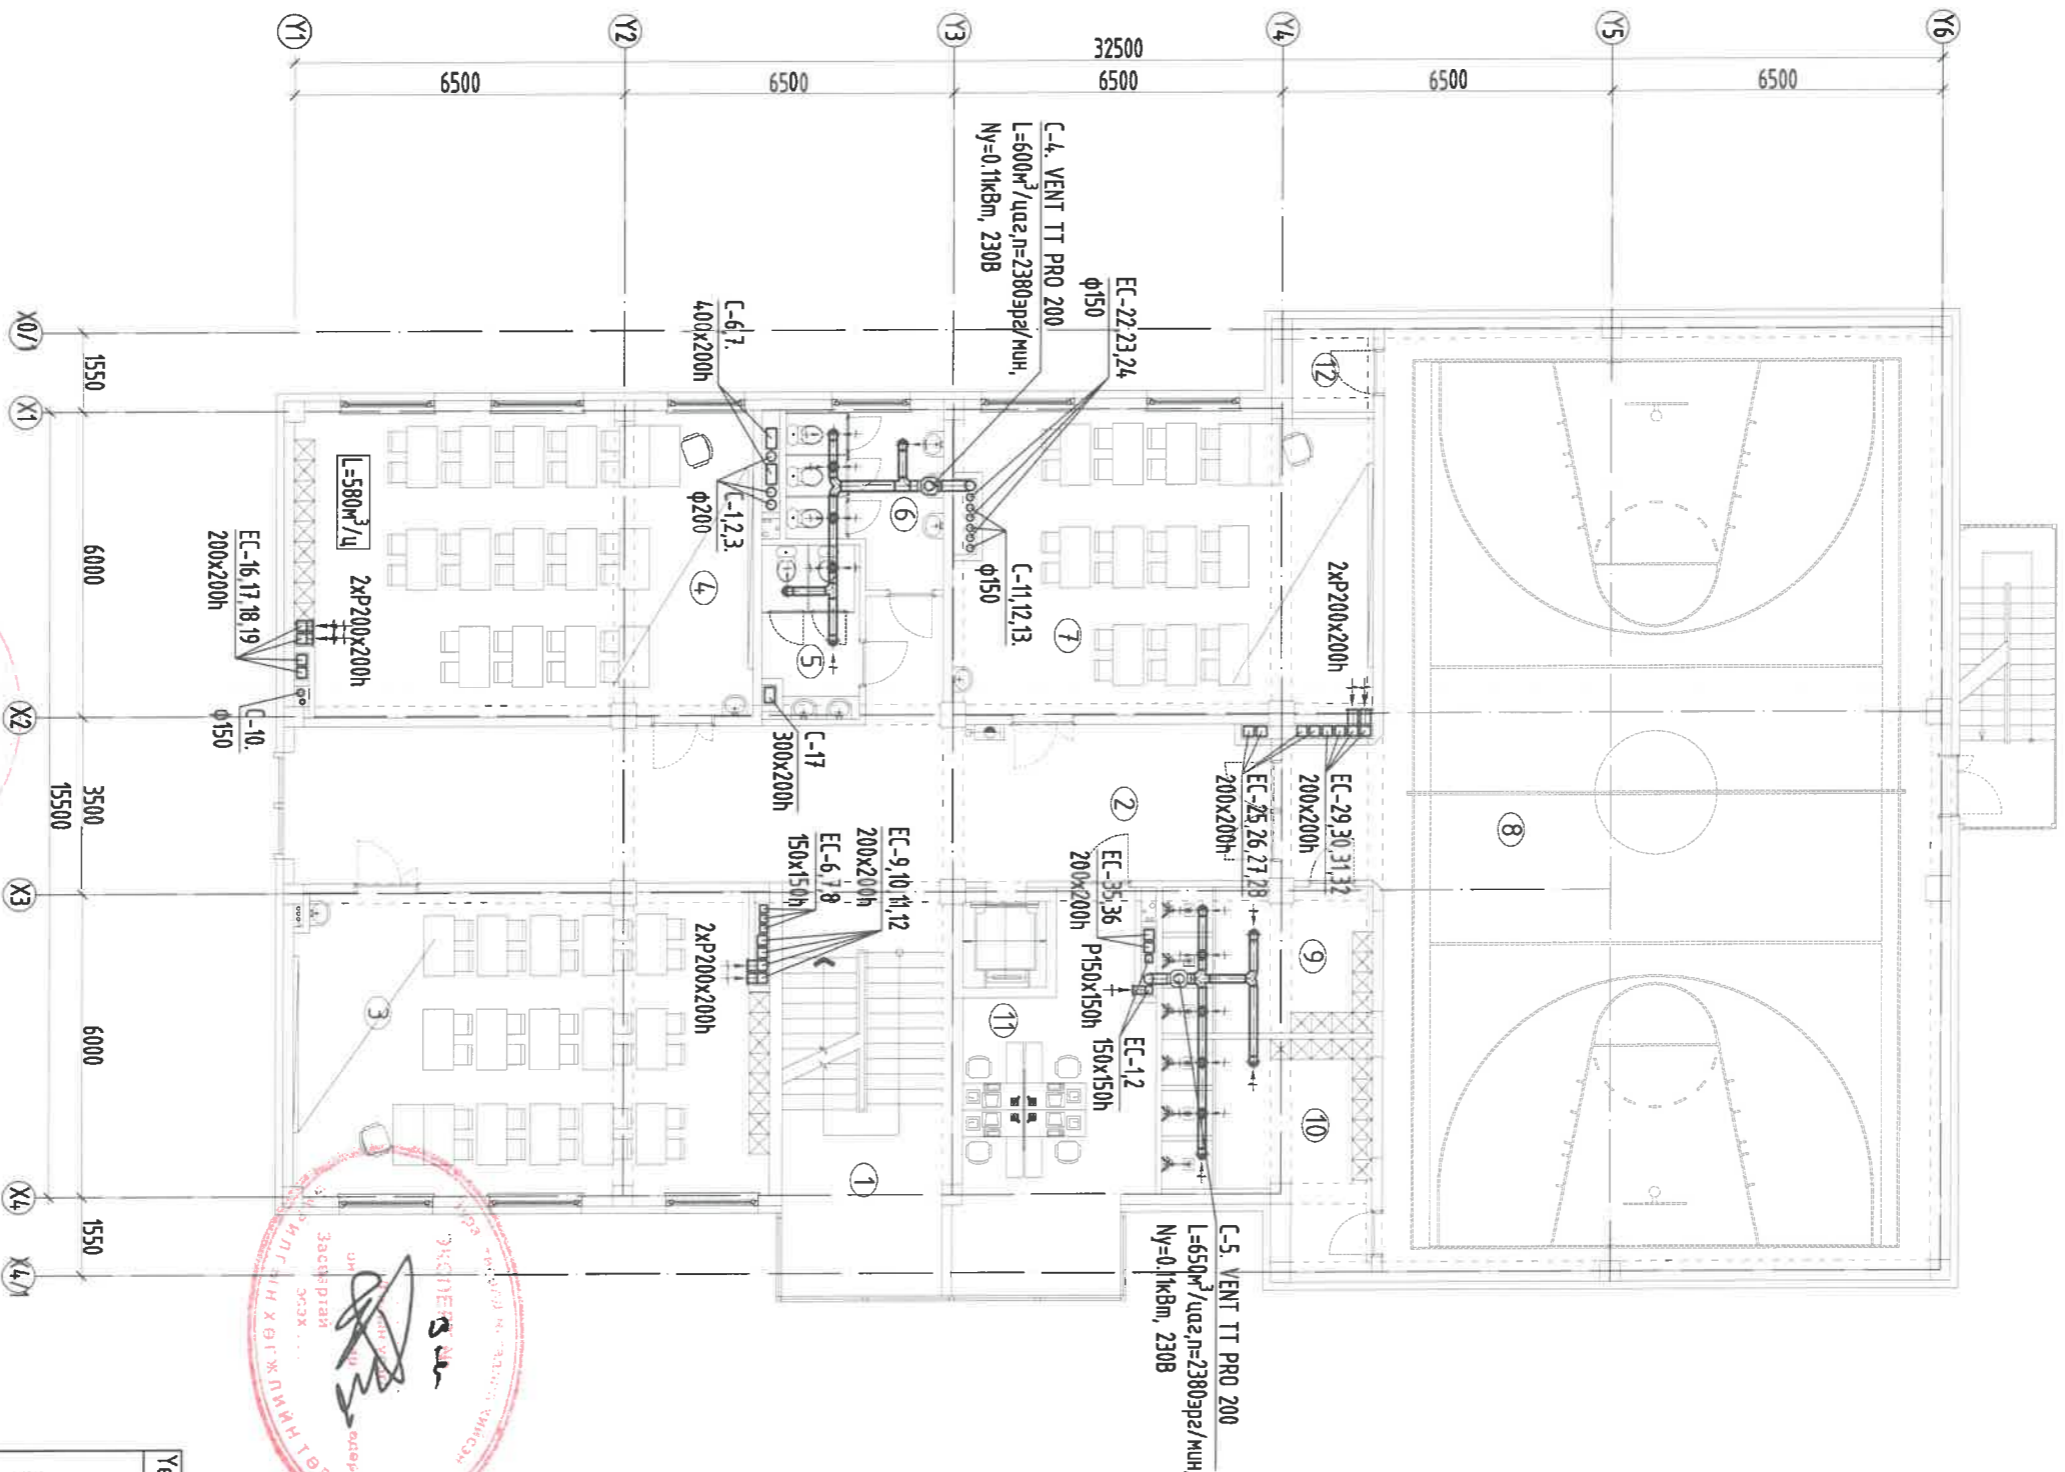 Y1
Y2
Y3
Y4
Y5
Y6
32500
6500
6500
6500
6500
6500
C-4. VENT TT PRO 200
L=600м³/цаг,n=2380эрг/мин,
Ny=0.11кВт, 230В
EC-22,23,24
ф150
C-6,7.
400x200h
C-1,2,3.
ф200
C-11,12,13.
ф150
2xP200x200h
L=580м³/ц
2xP200x200h
EC-16,17,18,19
200x200h
C-10.
ф150
C-17
300x200h
EC-29,30,31,32
200x200h
EC-25,26,27,28
200x200h
EC-9,10,11,12
200x200h
EC-6,7,8
150x150h
2xP200x200h
EC-35,36
200x200h
P150x150h
EC-1,2
150x150h
C-5. VENT TT PRO 200
L=650м³/цаг,n=2380эрг/мин,
Ny=0.11кВт, 230В
1
2
3
4
5
6
7
8
9
10
11
12
X0/1
X1
X2
X3
X4
X4/1
1550
6000
3500
6000
1550
15500